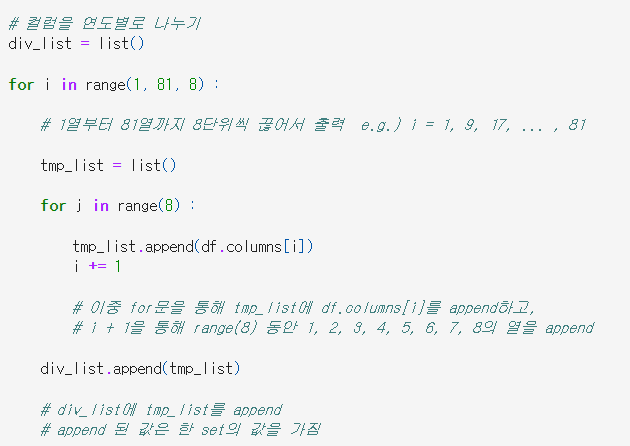 # 컬럼을 연도별로 나누기
div_list = list()
for i in range(1, 81, 8) :
# 1열부터 81열까지 8단위씩 끊어서 출력  e.g.) i = 1, 9, 17, ... , 81
tmp_list = list()
for j in range(8) :
tmp_list.append(df.columns[i])
i += 1
# 이중 for문을 통해 tmp_list에 df.columns[i]를 append하고,
# i + 1을 통해 range(8) 동안 1, 2, 3, 4, 5, 6, 7, 8의 열을 append
div_list.append(tmp_list)
# div_list에 tmp_list를 append
# append 된 값은 한 set의 값을 가짐